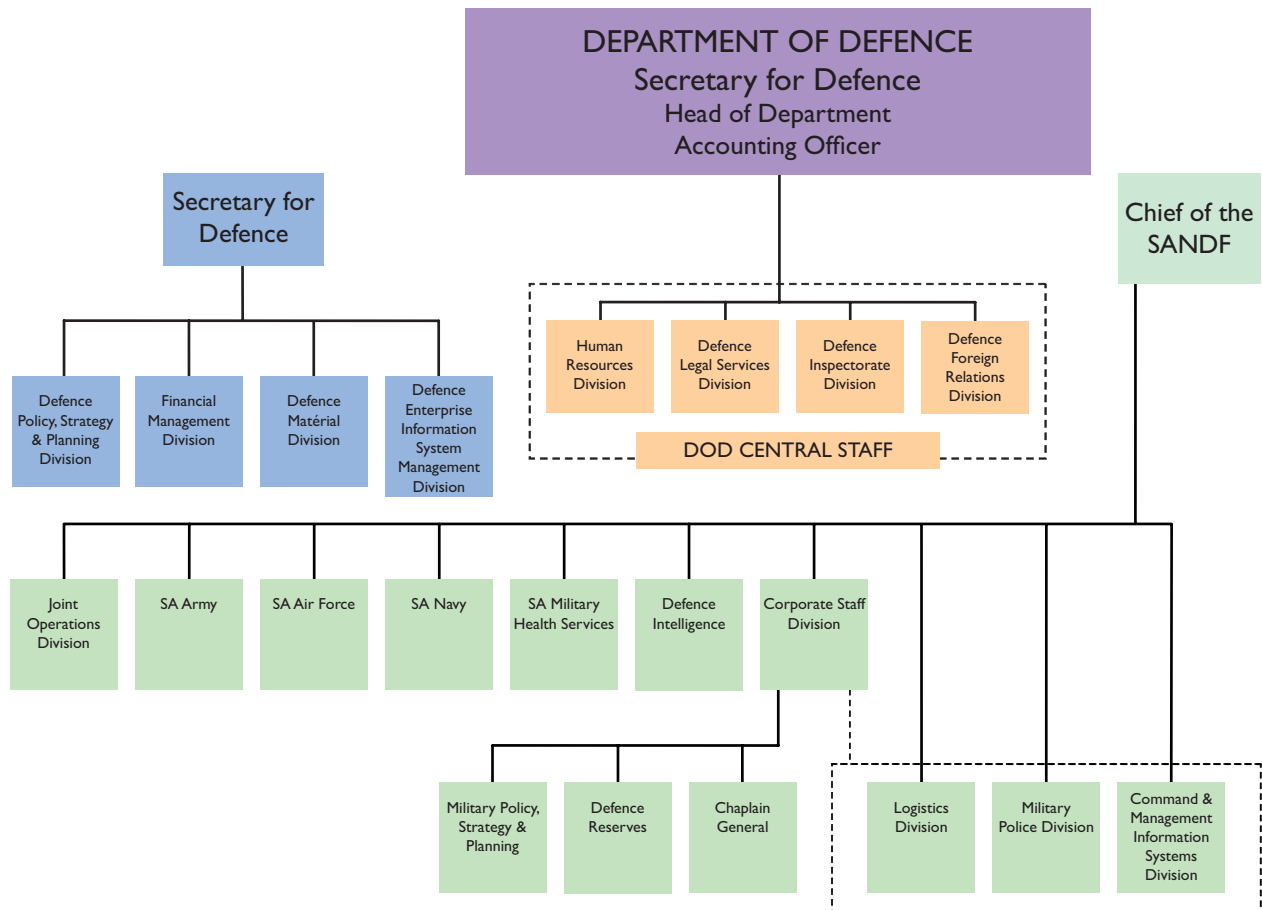 DEPARTMENT OF DEFENCE
Secretary for Defence
Head of Department
Accounting Officer
Secretary for
Defence
Chief of the
SANDF
Human
Resources
Division
Defence
Legal Services
Division
Defence
Inspectorate
Division
Defence
Foreign
Relations
Division
DOD CENTRAL STAFF
Defence
Policy, Strategy
& Planning
Division
Financial
Management
Division
Defence
Matérial
Division
Defence
Enterprise
Information
System
Management
Division
Joint
Operations
Division
SA Army
SA Air Force
SA Navy
SA Military
Health Services
Defence
Intelligence
Corporate Staff
Division
Military Policy,
Strategy &
Planning
Defence
Reserves
Chaplain
General
Logistics
Division
Military
Police Division
Command &
Management
Information
Systems
Division